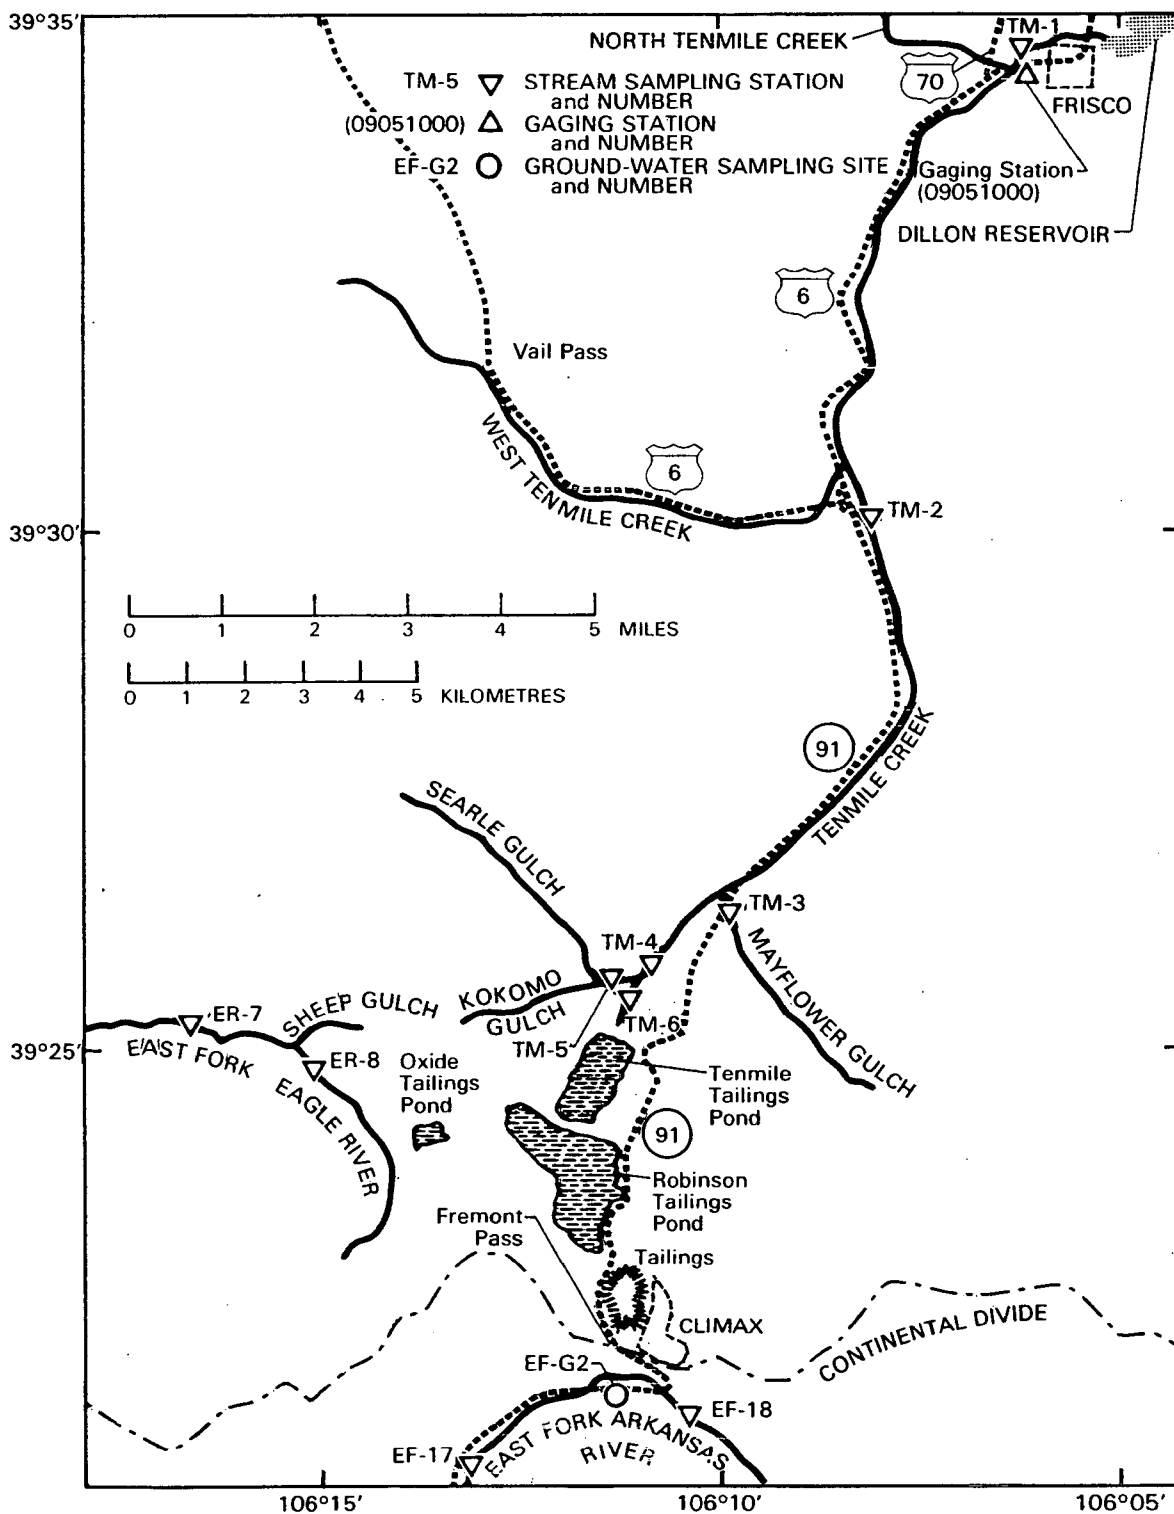 39°35'
NORTH TENMILE CREEK
TM-1
70
FRISCO
TM-5 STREAM SAMPLING STATION
and NUMBER
(09051000) GAGING STATION
and NUMBER
EF-G2 GROUND-WATER SAMPLING SITE
and NUMBER
Gaging Station
(09051000)
DILLON RESERVOIR
6
Vail Pass
WEST TENMILE CREEK
6
TM-2
39°30'
0 1 2 3 4 5 MILES
0 1 2 3 4 5 KILOMETRES
91
TENMILE CREEK
SEARLE GULCH
TM-3
TM-4
MAYFLOWER GULCH
KOKOMO
GULCH
SHEEP GULCH
ER-7
TM-6
TM-5
39°25'
EAST FORK
EAGLE RIVER
ER-8
Oxide
Tailings
Pond
Tenmile
Tailings
Pond
91
Robinson
Tailings
Pond
Fremont
Pass
Tailings
CLIMAX
CONTINENTAL DIVIDE
EF-G2
EF-18
EAST FORK ARKANSAS
RIVER
EF-17
106°15' 106°10' 106°05'